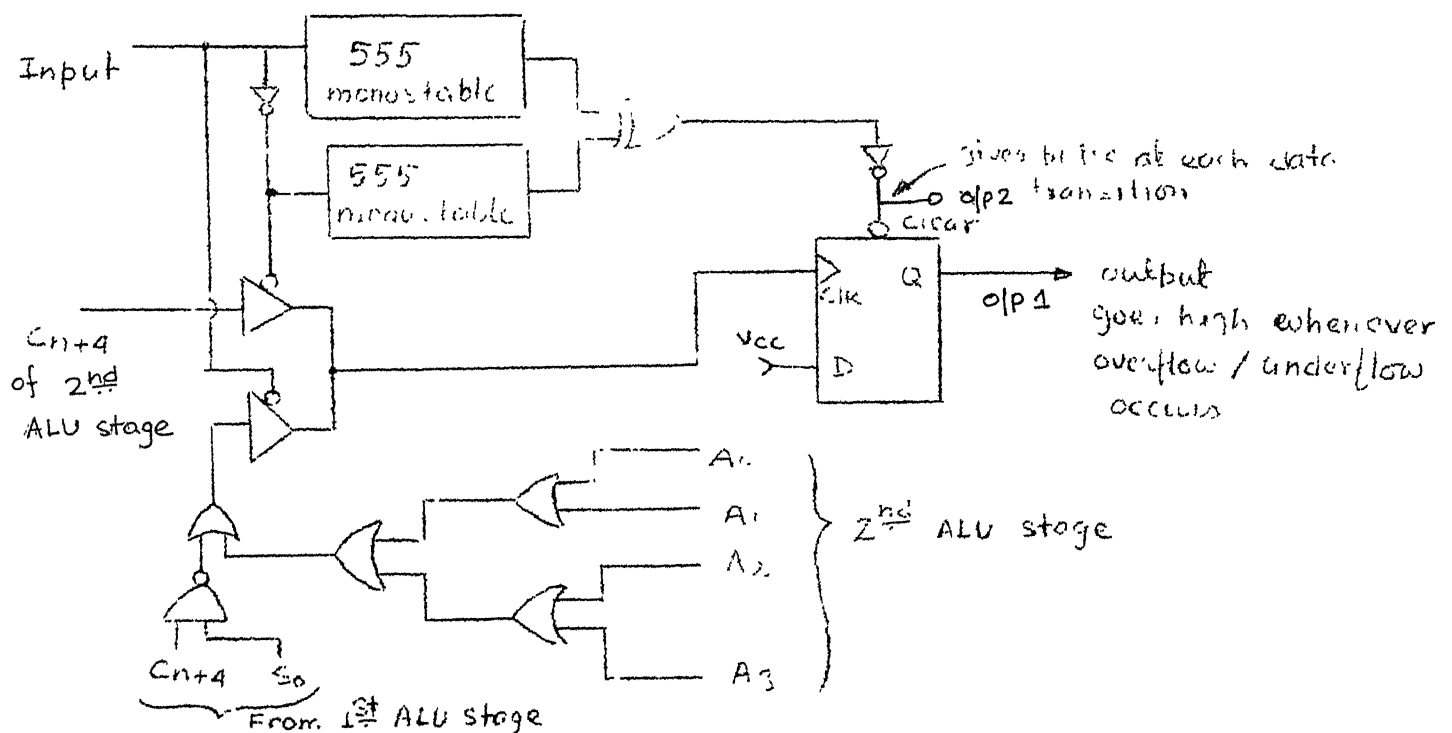 Input
555
monostable
555
gives at each data
transition
o/p2
clear
Clk
Q
D
Vcc
o/p 1
output
goes high whenever
overflow / underflow
occurs
Cn+4
of 2nd
ALU stage
A1
A3
2nd ALU stage
Cn+4
From 1st ALU stage